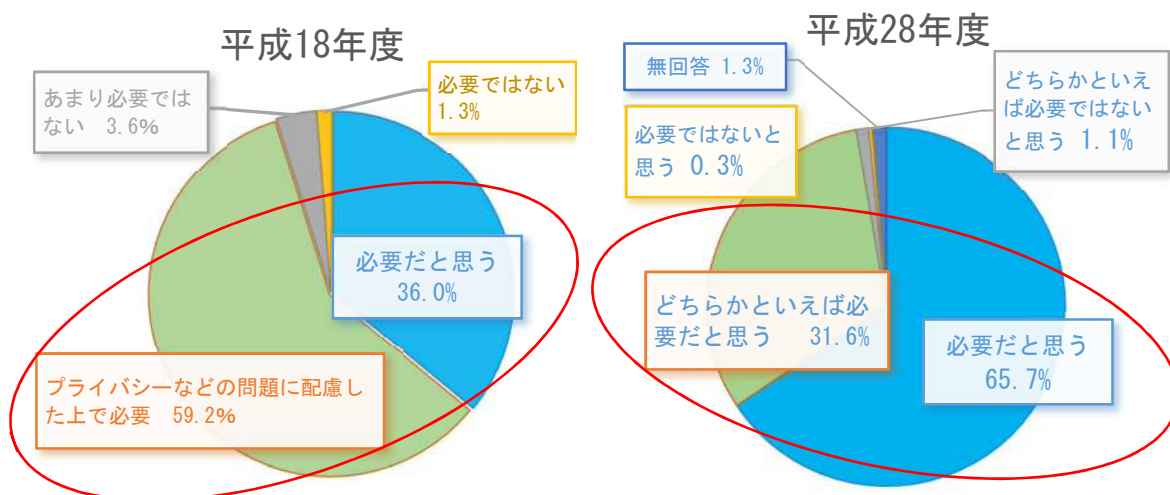 平成18年度
あまり必要では
ない 3.6%
必要ではない
1.3%
必要だと思う
36.0%
プライバシーなどの問題に配慮し
た上で必要 59.2%
平成28年度
無回答 1.3%
必要ではないと
思う 0.3%
どちらかといえ
ば必要ではない
と思う 1.1%
どちらかといえば必
要だと思う 31.6%
必要だと思う
65.7%